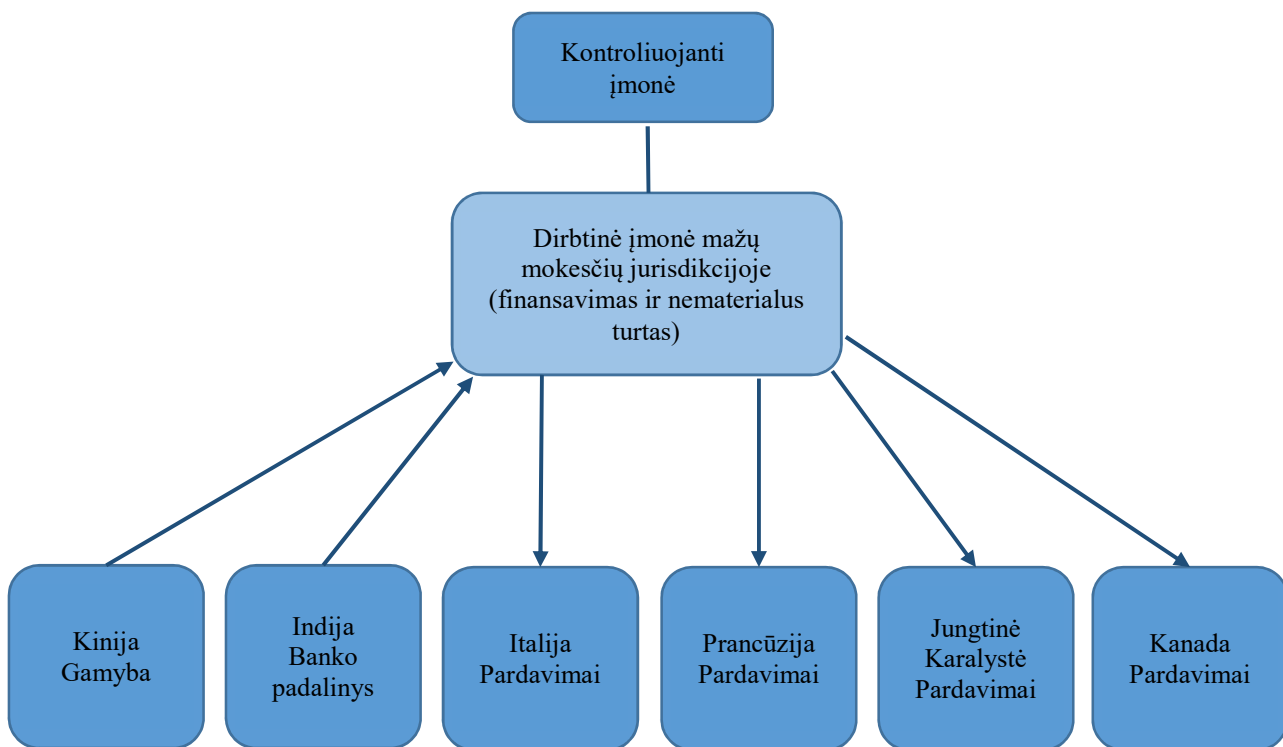 Kontroliuojanti
įmonė
Dirbtinė įmonė mažų
mokesčių jurisdikcijoje
(finansavimas ir nematerialus
turtas)
Kinija
Gamyba
Indija
Banko
padalinys
Italija
Pardavimai
Prancūzija
Pardavimai
Jungtinė
Karalystė
Pardavimai
Kanada
Pardavimai